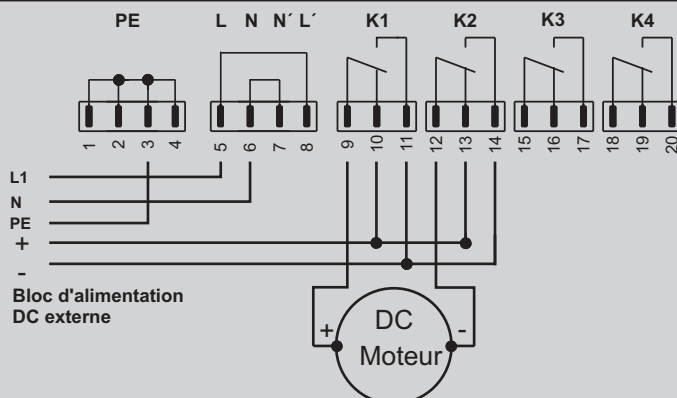 PE L N N´ L´ K1 K2 K3 K4
1 2 3 4 5 6 7 8 9 10 11 12 13 14 15 16 17 18 19 20
L1
N
PE
+
-
Bloc d'alimentation
DC externe
+ DC -
Moteur